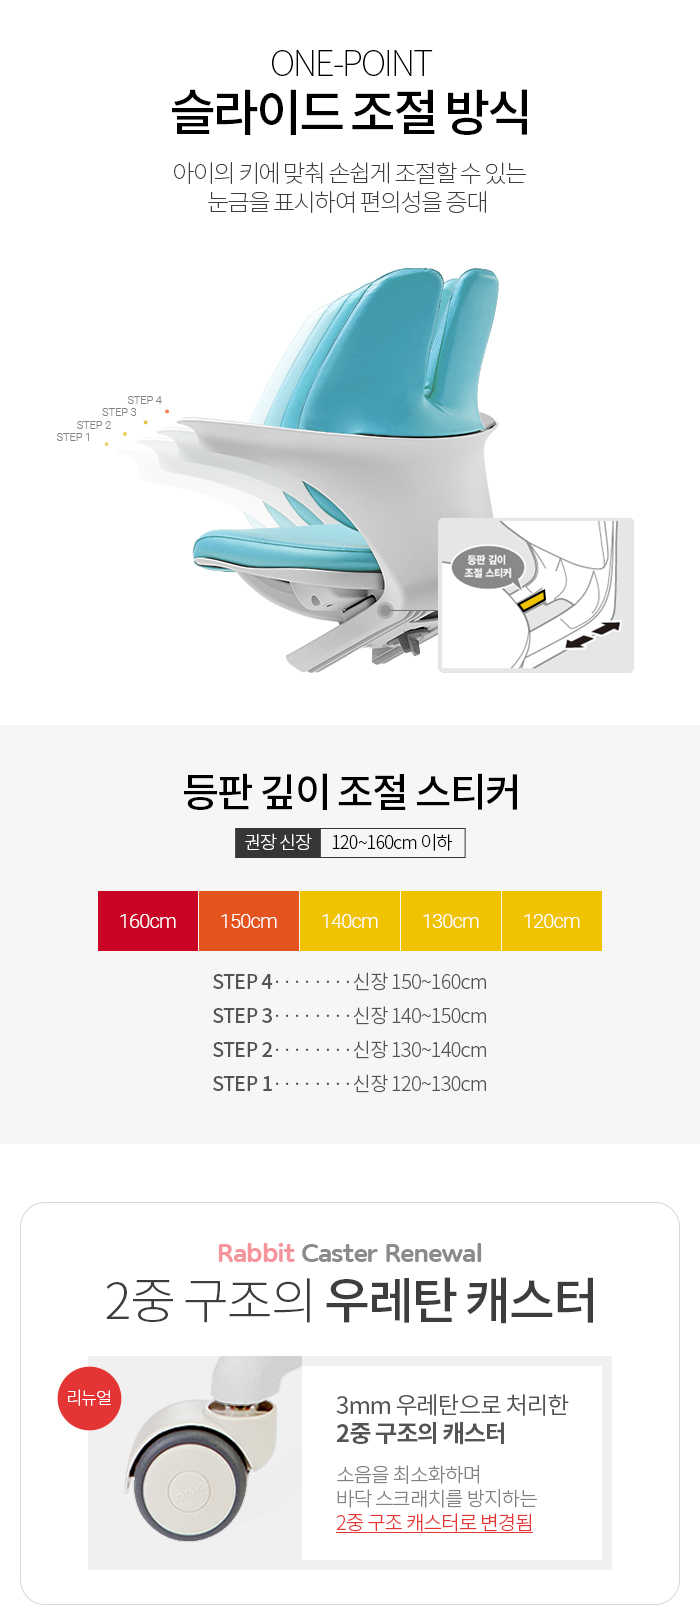 ONE-POINT
슬라이드 조절 방식
아이의 키에 맞춰 손쉽게 조절할 수 있는
눈금을 표시하여 편의성을 증대
STEP 4
STEP 3
STEP 2
STEP 1
등판 깊이
조절 스티커
등판 깊이 조절 스티커
권장 신장 120~160cm 이하
160cm 150cm 140cm 130cm 120cm
STEP 4 · · · · · · · · 신장 150~160cm
STEP 3 · · · · · · · · 신장 140~150cm
STEP 2 · · · · · · · · 신장 130~140cm
STEP 1 · · · · · · · · 신장 120~130cm
Rabbit Caster Renewal
2중 구조의 우레탄 캐스터
리뉴얼
3mm 우레탄으로 처리한
2중 구조의 캐스터
소음을 최소화하며
바닥 스크래치를 방지하는
2중 구조 캐스터로 변경됨